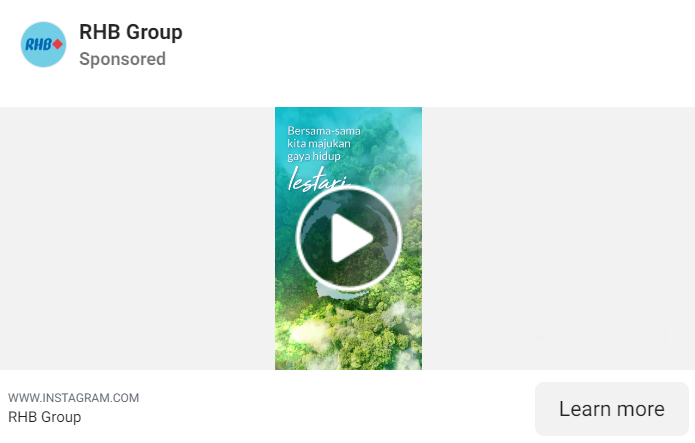 RHB
RHB Group
Sponsored
Bersama-sama
kita majukan
gaya hidup
lestari
WWW.INSTAGRAM.COM
RHB Group
Learn more